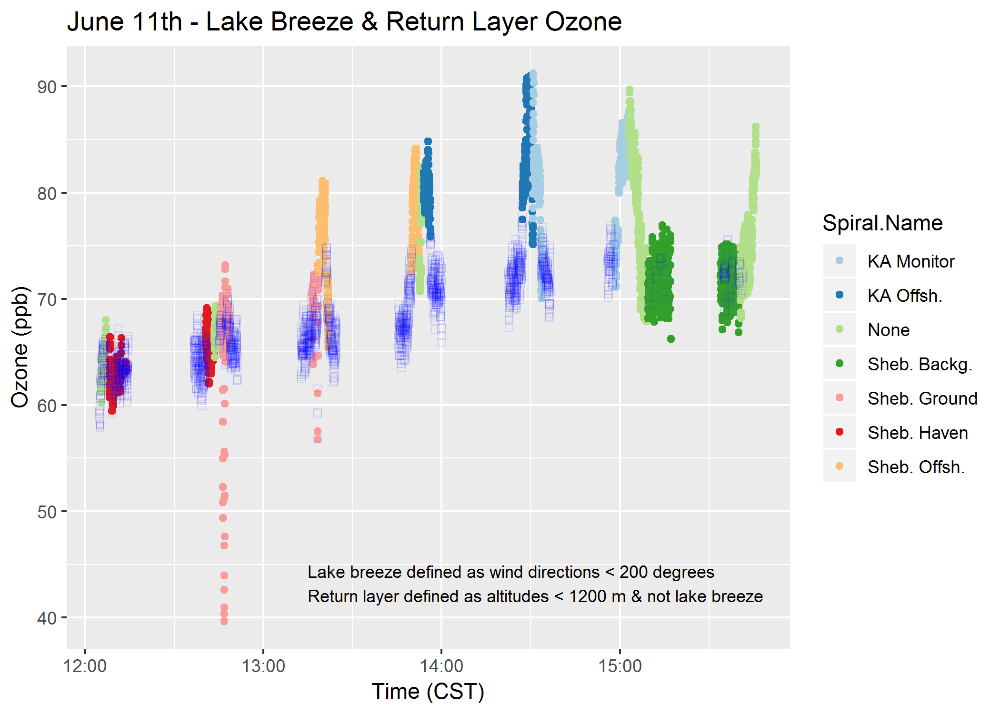 June 11th - Lake Breeze & Return Layer Ozone
90
80
70
60
50
40
Ozone (ppb)
Lake breeze defined as wind directions < 200 degrees
Return layer defined as altitudes < 1200 m & not lake breeze
12:00 13:00 14:00 15:00
Time (CST)
Spiral.Name
KA Monitor
KA Offsh.
None
Sheb. Backg.
Sheb. Ground
Sheb. Haven
Sheb. Offsh.